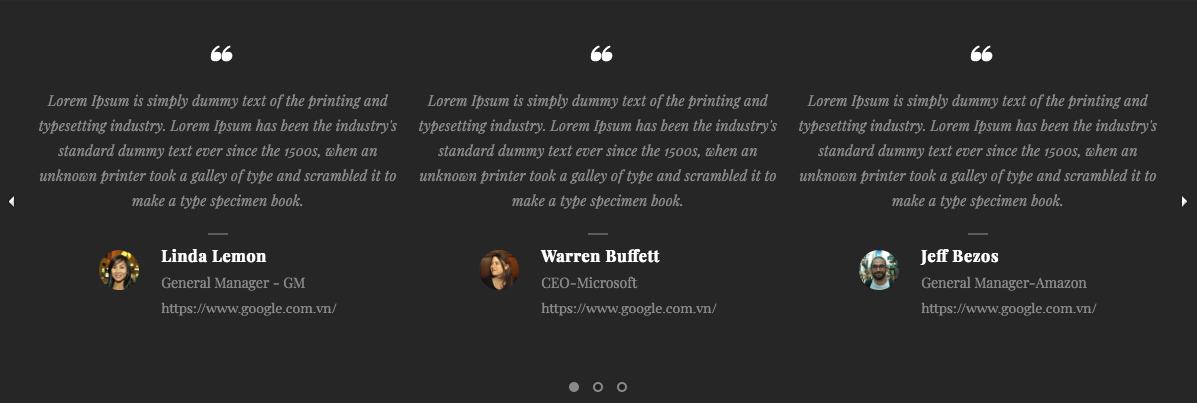 ❝
Lorem Ipsum is simply dummy text of the printing and
typesetting industry. Lorem Ipsum has been the industry's
standard dummy text ever since the 1500s, when an
unknown printer took a galley of type and scrambled it to
make a type specimen book.
Linda Lemon
General Manager - GM
https://www.google.com.vn/
❝
Lorem Ipsum is simply dummy text of the printing and
typesetting industry. Lorem Ipsum has been the industry's
standard dummy text ever since the 1500s, when an
unknown printer took a galley of type and scrambled it to
make a type specimen book.
Warren Buffett
CEO-Microsoft
https://www.google.com.vn/
❝
Lorem Ipsum is simply dummy text of the printing and
typesetting industry. Lorem Ipsum has been the industry's
standard dummy text ever since the 1500s, when an
unknown printer took a galley of type and scrambled it to
make a type specimen book.
Jeff Bezos
General Manager-Amazon
https://www.google.com.vn/